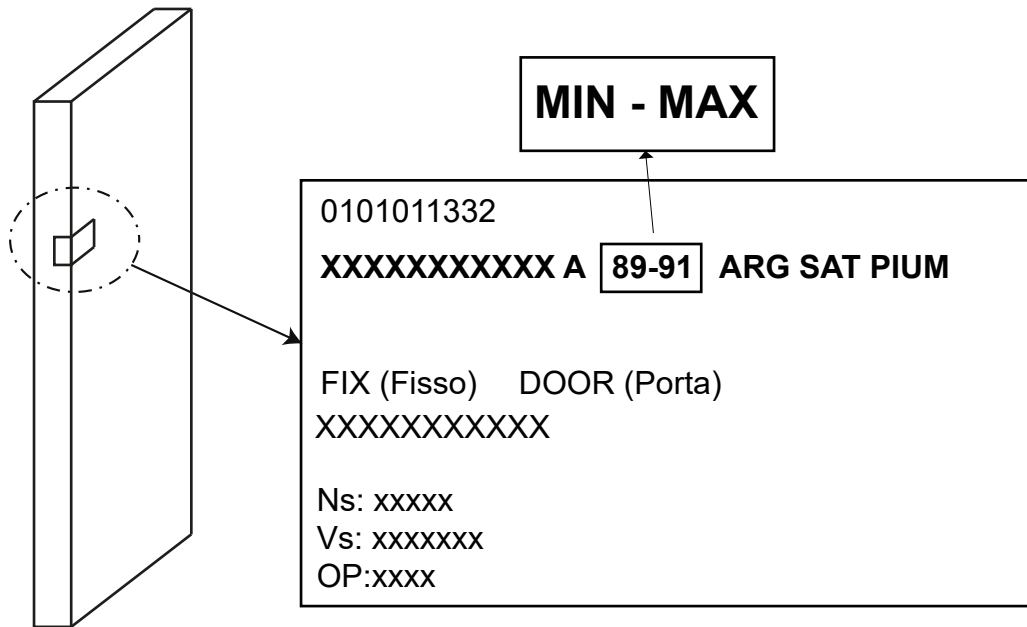 MIN - MAX
0101011332
XXXXXXXXXXX A 89-91 ARG SAT PIUM
FIX (Fisso) DOOR (Porta)
XXXXXXXXXXX
Ns: xxxxx
Vs: xxxxxxx
OP:xxxx